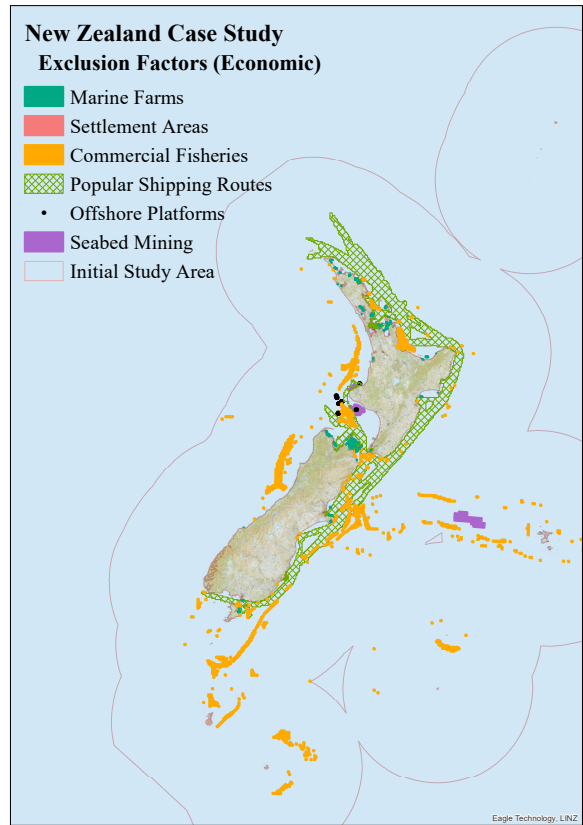 New Zealand Case Study
Exclusion Factors (Economic)
Marine Farms
Settlement Areas
Commercial Fisheries
Popular Shipping Routes
Offshore Platforms
Seabed Mining
Initial Study Area
Eagle Technology, LINZ